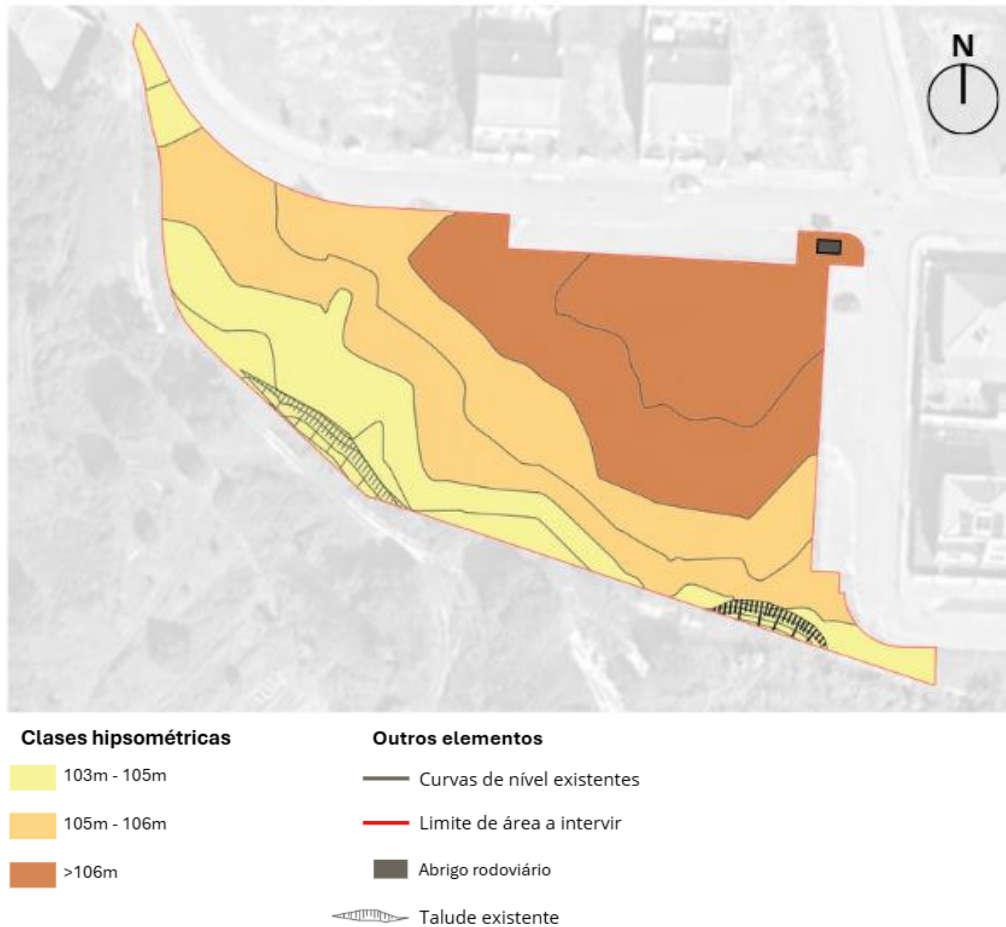 N
Clases hipsométricas
103m - 105m
105m - 106m
>106m
Outros elementos
Curvas de nível existentes
Limite de área a intervir
Abrigo rodoviário
Talude existente